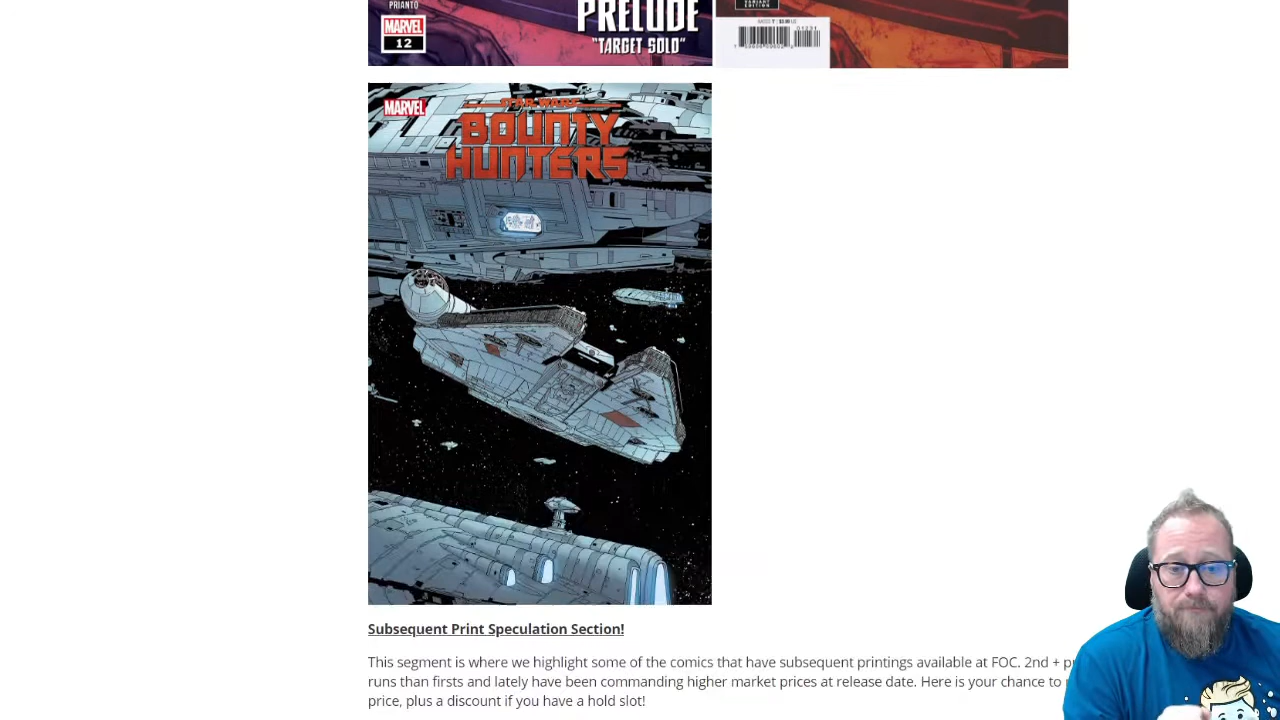 PRIANTO
MARVEL
12
PRELUDE
"TARGET SOLO"
VARIANT
EDITION
MARVEL
STAR WARS
BOUNTY
HUNTERS
Subsequent Print Speculation Section!
This segment is where we highlight some of the comics that have subsequent printings available at FOC. 2nd +
runs than firsts and lately have been commanding higher market prices at release date. Here is your chance to
price, plus a discount if you have a hold slot!